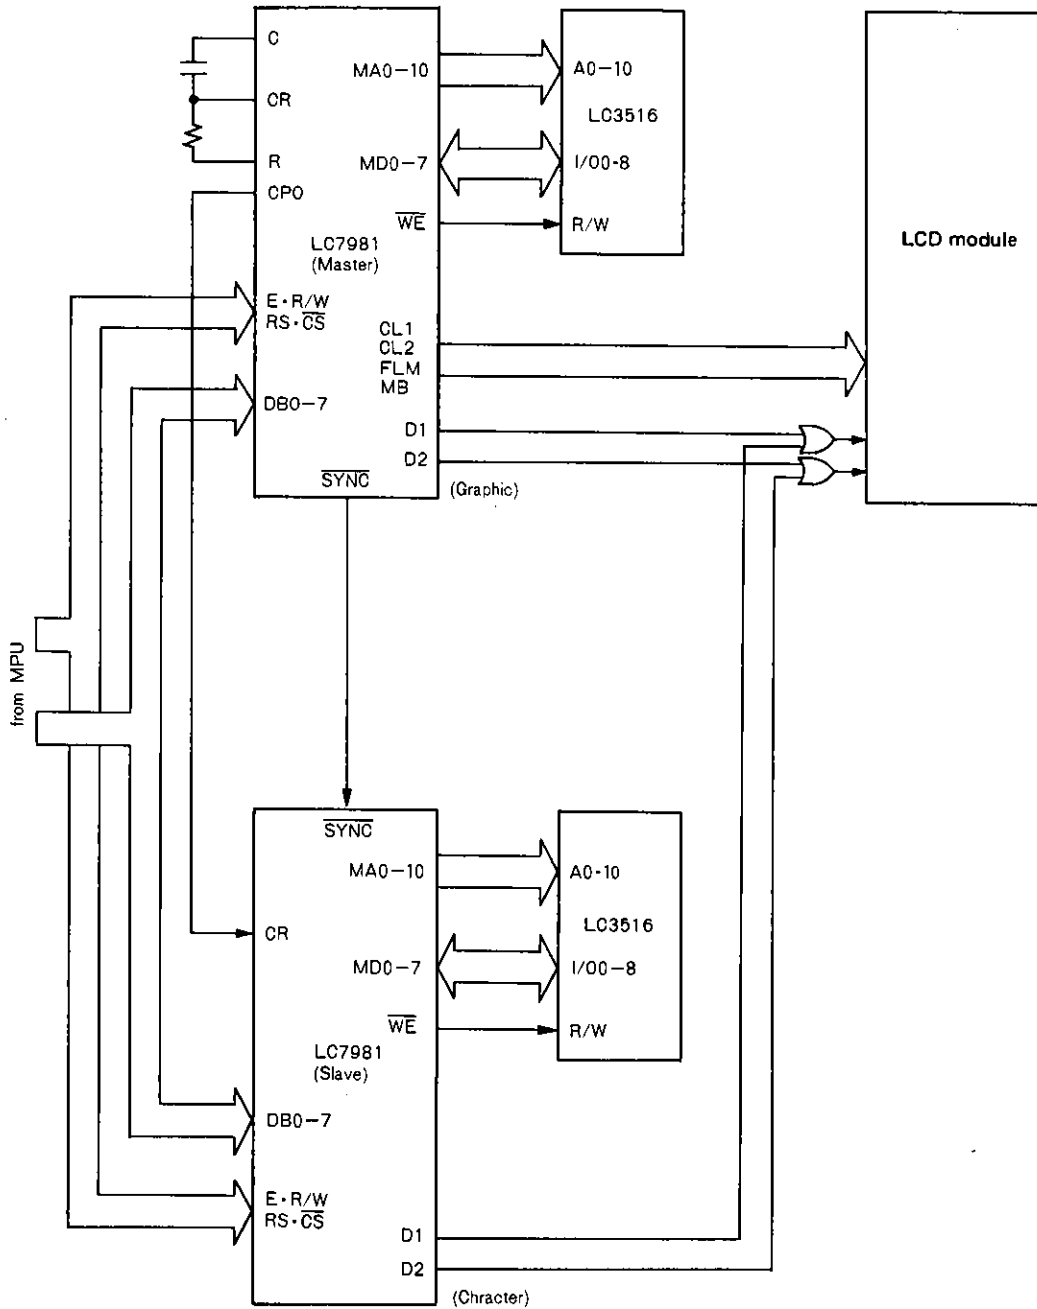 C
CR
R
CPO
MA0-10
MD0-7
WE
LC7981
(Master)
E·R/W
RS·CS
DB0-7
CL1
CL2
FLM
MB
D1
D2
SYNC
(Graphic)
A0-10
LC3516
I/O0-8
R/W
LCD module
from MPU
SYNC
MA0-10
CR
MD0-7
WE
LC7981
(Slave)
DB0-7
E·R/W
RS·CS
D1
D2
(Chracter)
A0-10
LC3516
I/O0-8
R/W